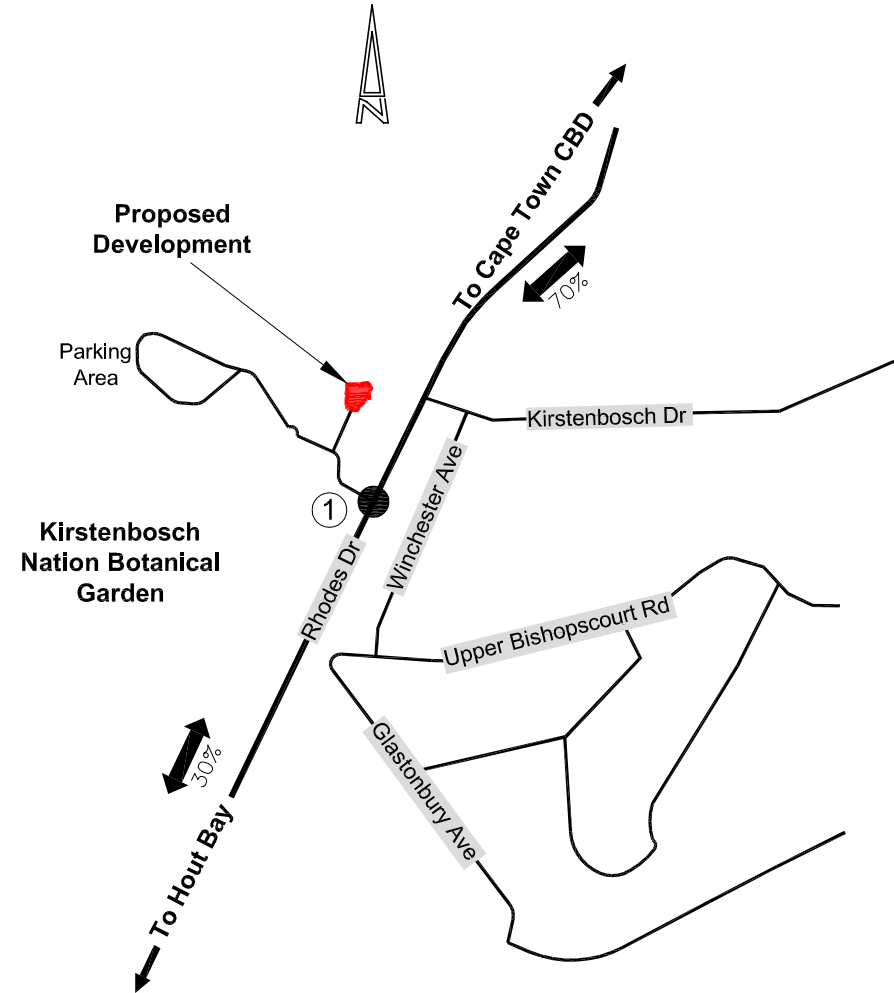 N
To Cape Town CBD
Proposed
Development
70%
Parking
Area
Kirstenbosch Dr
Winchester Ave
1
Kirstenbosch
Nation Botanical
Garden
Rhodes Dr
Upper Bishopscourt Rd
Glastonbury Ave
30%
To Hout Bay